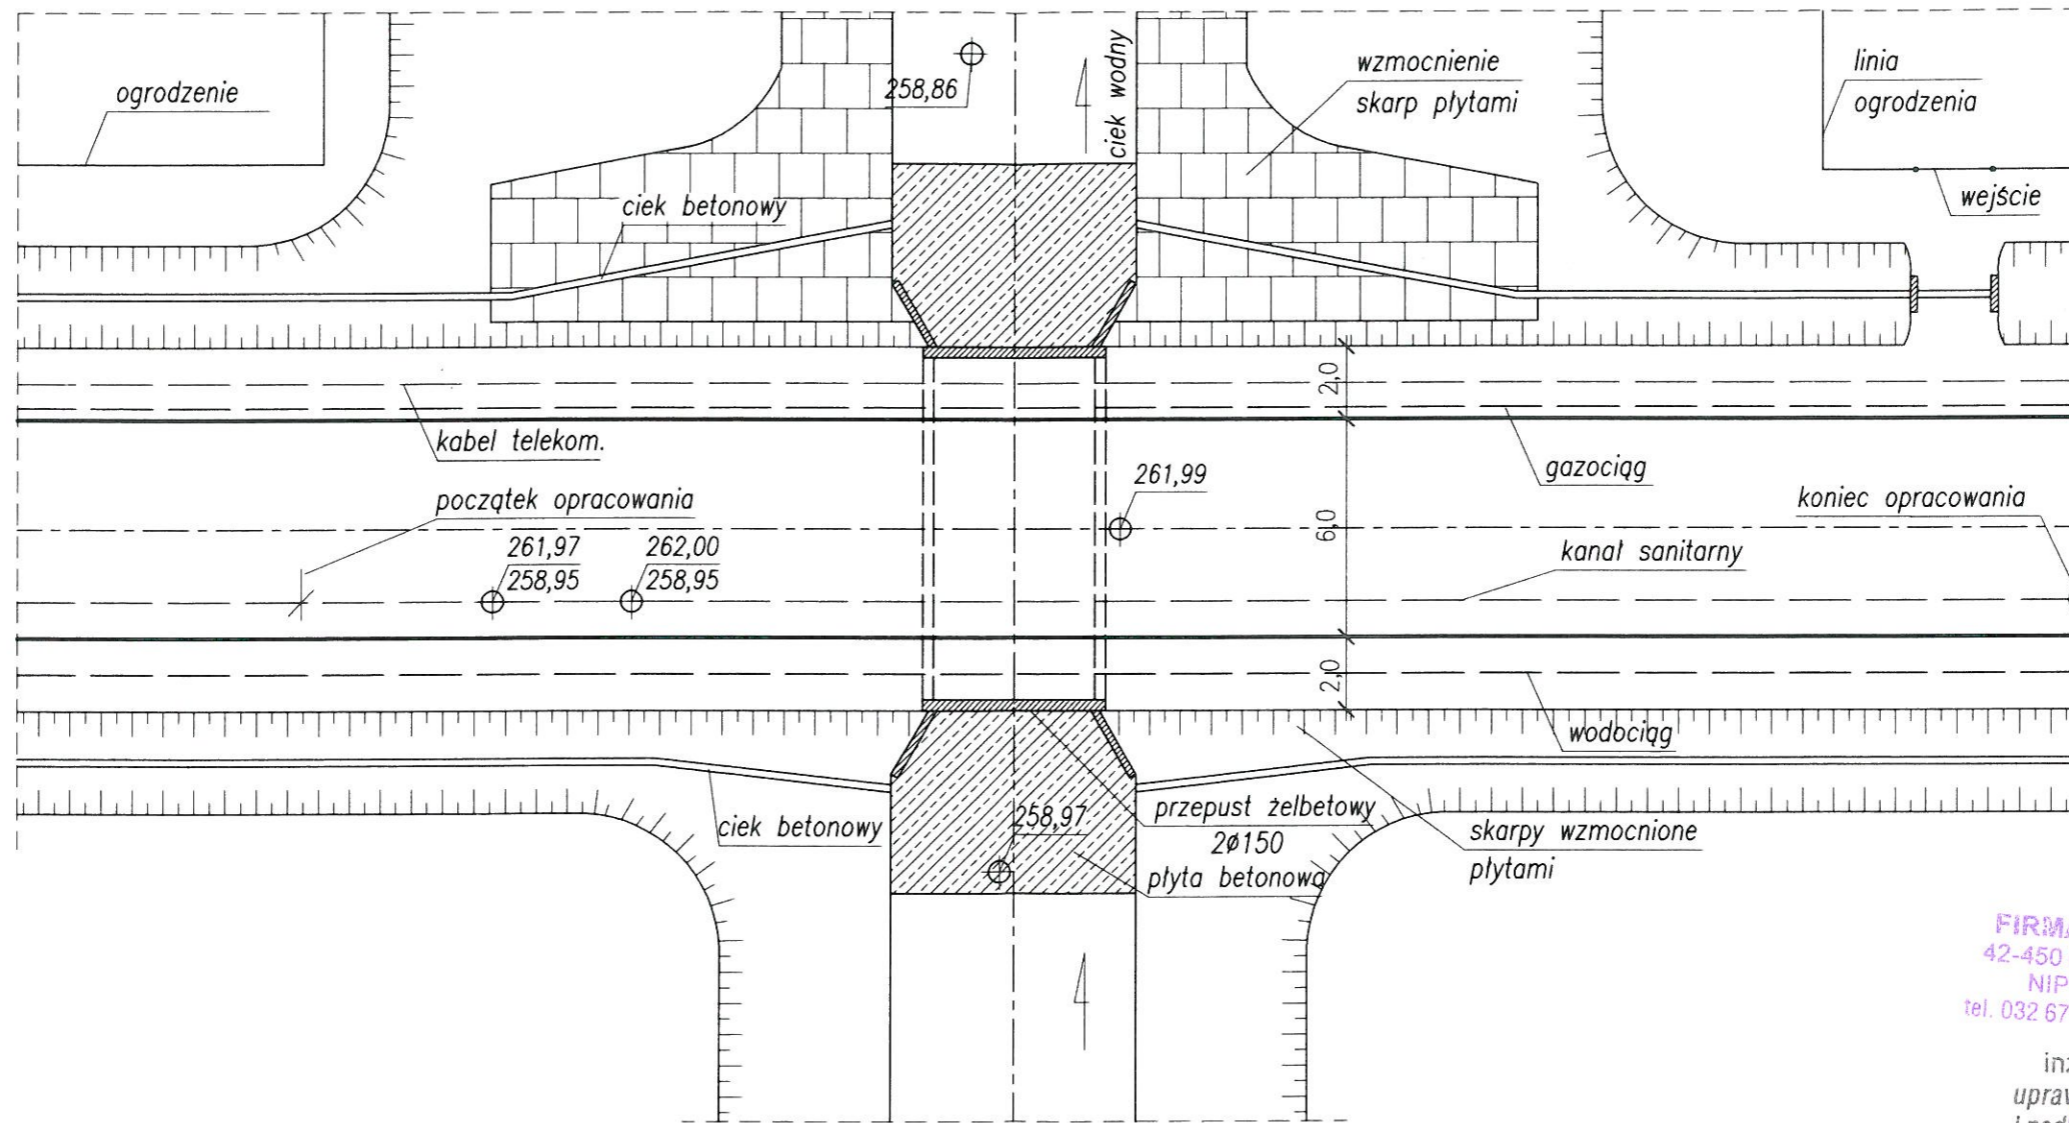 ogrodzenie
258,86
ciek wodny
wzmocnienie
skarp płytami
linia
ogrodzenia
wejście
ciek betonowy
2,0
kabel telekom.
gazociąg
początek opracowania
261,99
koniec opracowania
6,0
261,97
258,95
262,00
258,95
kanał sanitarny
2,0
wodociąg
ciek betonowy
258,97
przepust żelbetowy
2ø150
płyta betonowa
skarpy wzmocnione
płytami
42-450
NIP
tel. 032 67